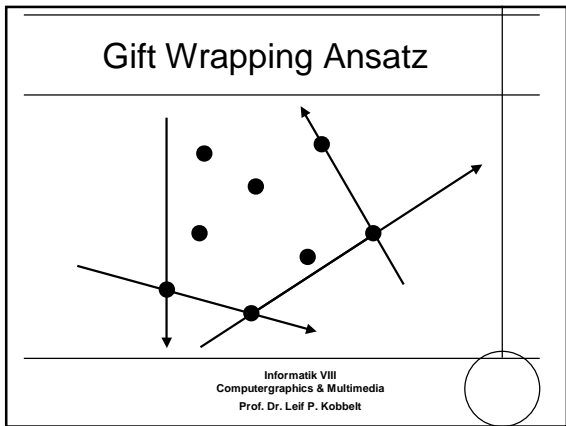 Gift Wrapping Ansatz
Informatik VIII
Computergraphics & Multimedia
Prof. Dr. Leif P. Kobbelt